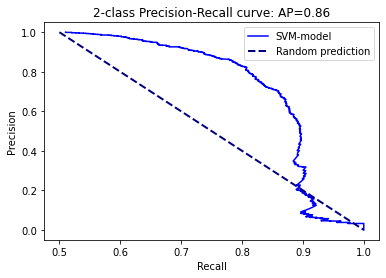 2-class Precision-Recall curve: AP=0.86
SVM-model
Random prediction
Precision
1.0
0.8
0.6
0.4
0.2
0.0
0.5
0.6
0.7
0.8
0.9
1.0
Recall